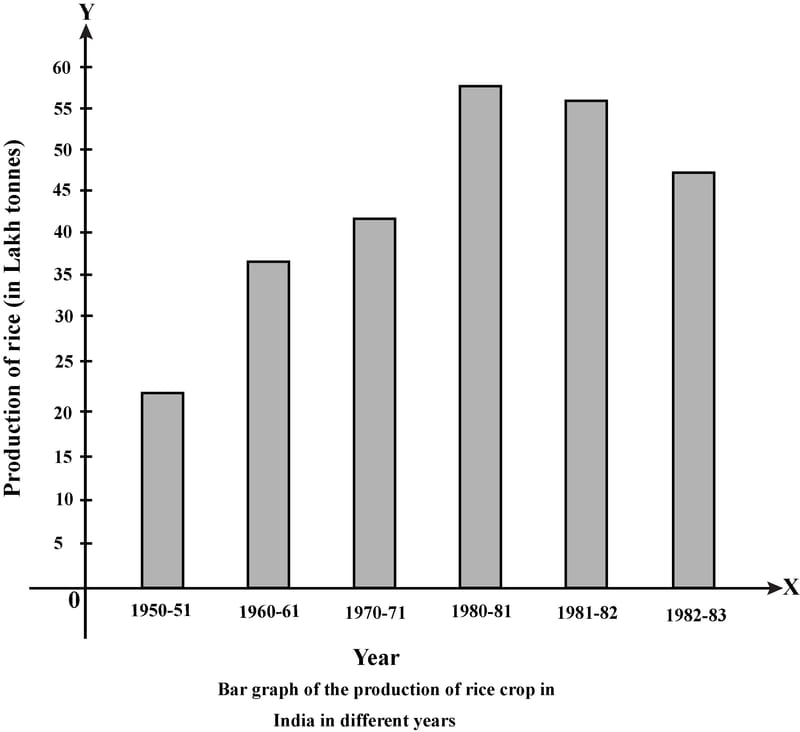 Y
Production of rice (in Lakh tonnes)
60
55
50
45
40
35
30
25
20
15
10
5
0
X
1950-51 1960-61 1970-71 1980-81 1981-82 1982-83
Year
Bar graph of the production of rice crop in
India in different years